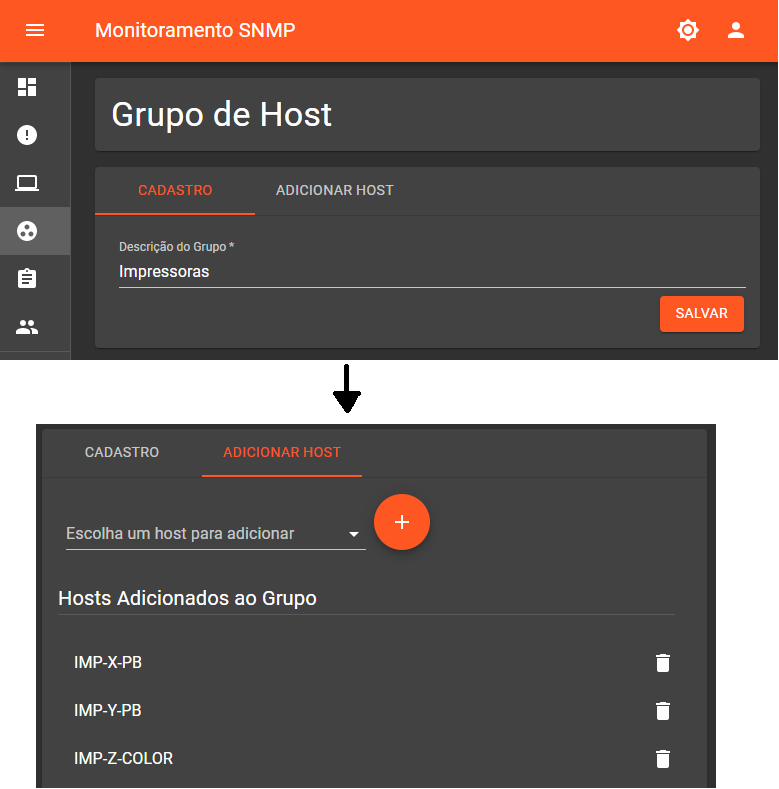 Monitoramento SNMP
Grupo de Host
CADASTRO ADICIONAR HOST
Descrição do Grupo *
Impressoras
SALVAR
CADASTRO ADICIONAR HOST
Escolha um host para adicionar
Hosts Adicionados ao Grupo
IMP-X-PB
IMP-Y-PB
IMP-Z-COLOR